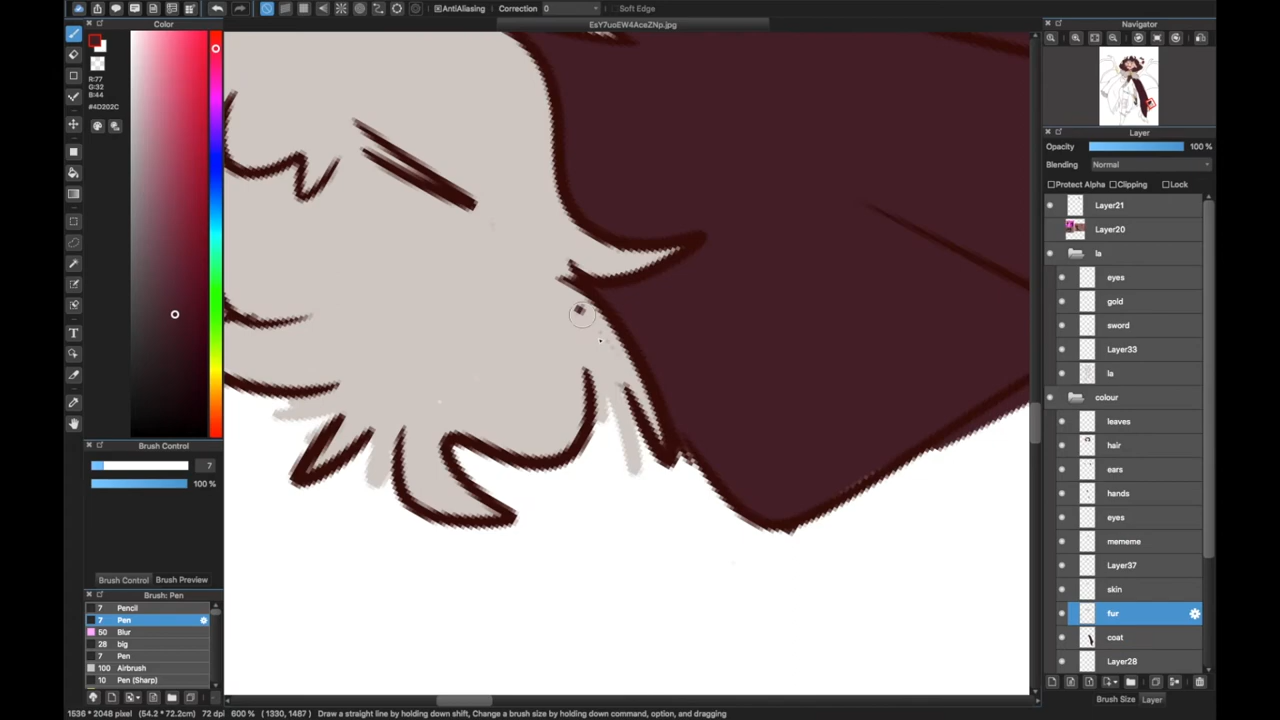 AntiAliasing Correction 0 Soft Edge
EsY7uoEW4AceZNp.jpg
Color
R:77
G:32
B:44
#4D202C
Brush Control
7
100 %
Brush Control Brush Preview
Brush: Pen
7 Pencil
7 Pen
50 Blur
28 big
7 Pen
100 Airbrush
10 Pen (Sharp)
Navigator
Layer
Opacity 100 %
Blending Normal
Protect Alpha Clipping Lock
Layer21
Layer20
la
eyes
gold
sword
Layer33
la
colour
leaves
hair
ears
hands
eyes
mememe
Layer37
skin
fur
coat
Layer28
Brush Size Layer
1536 * 2048 pixel (54.2 * 72.2cm) 72 dpi 600 % (1330, 1487) Draw a straight line by holding down shift, Change a brush size by holding down command, option, and dragging